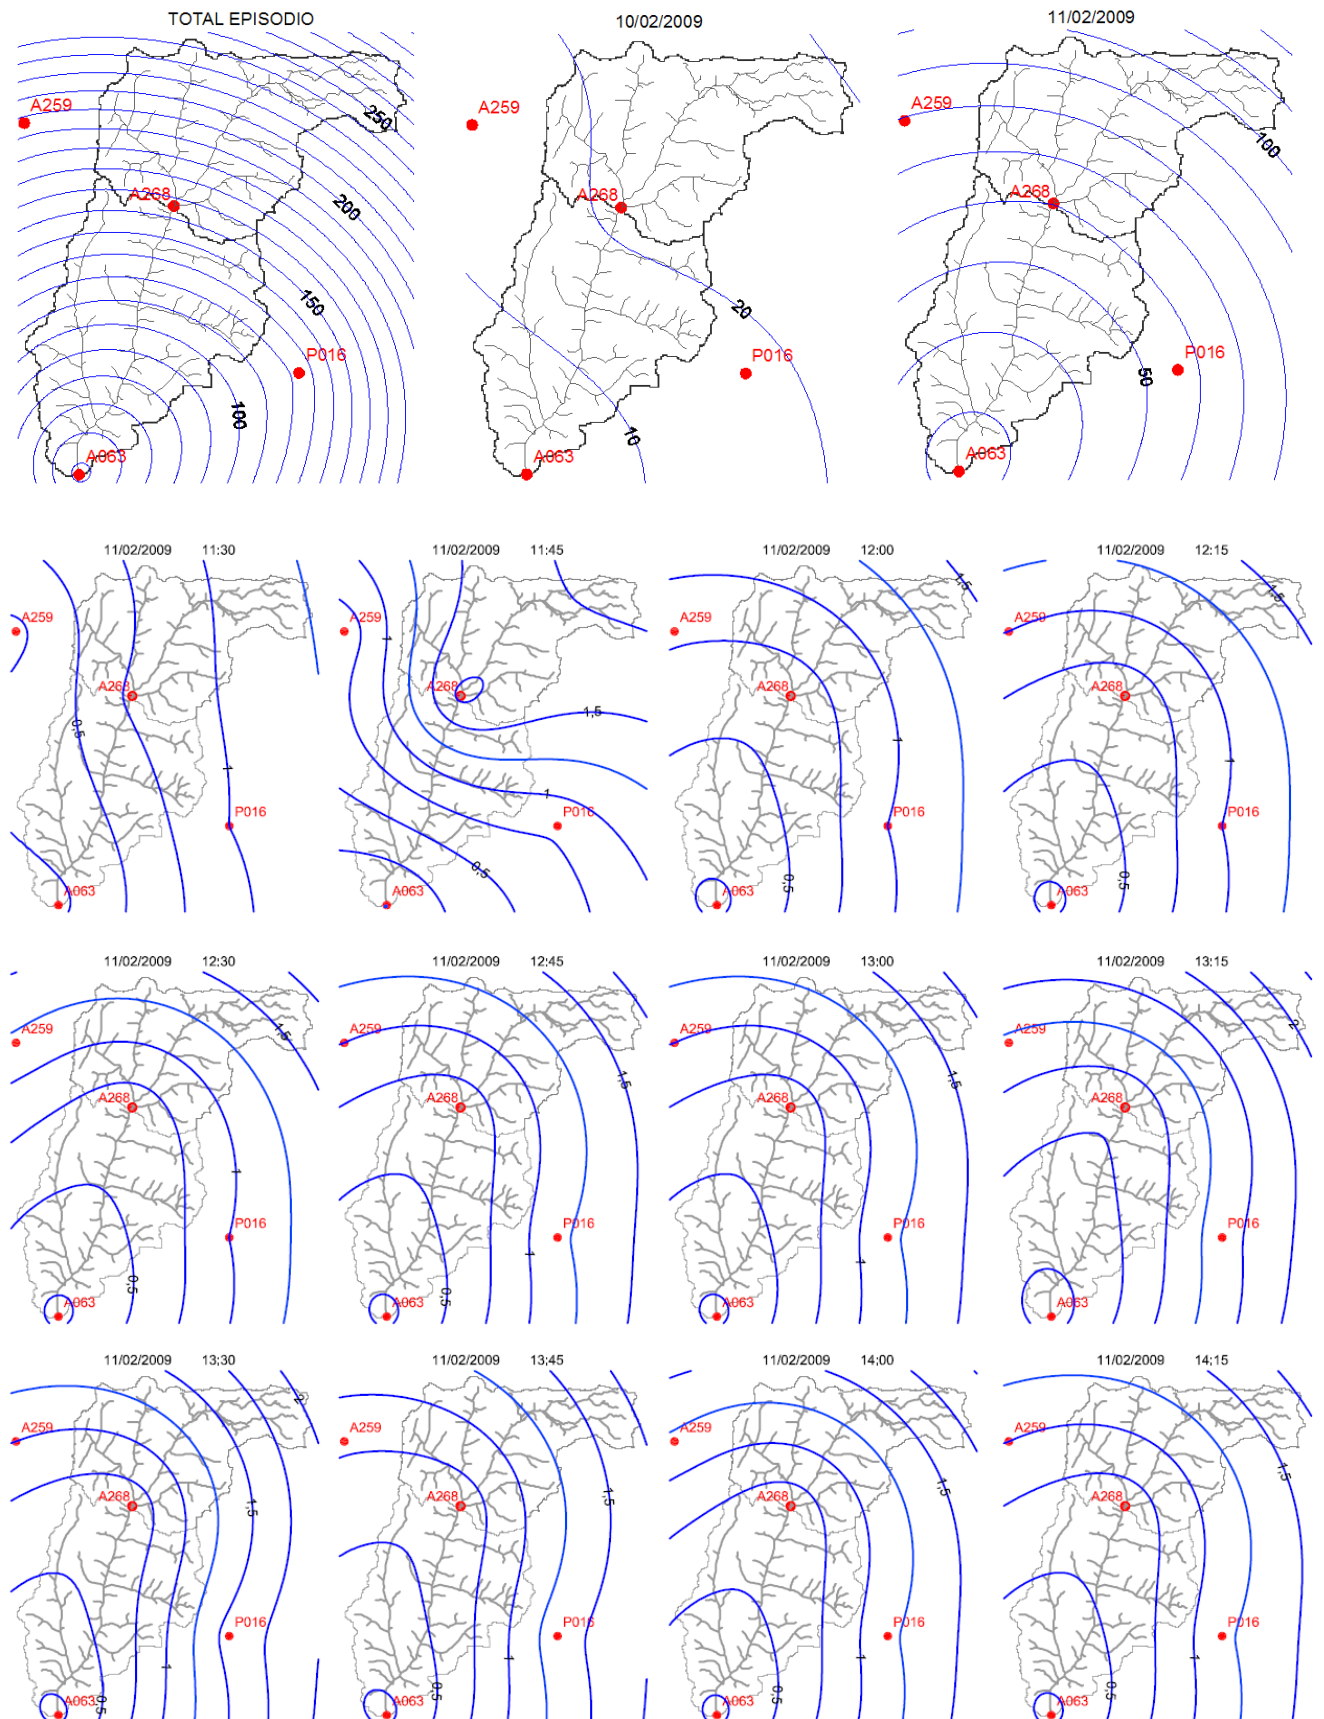 TOTAL EPISODIO
10/02/2009
11/02/2009
A259
250
A268
200
150
P016
100
A063
A259
A268
20
P016
10
A063
A259
100
A268
P016
50
A063
11/02/2009 11:30
A259
A268
0,5
1
P016
A063
11/02/2009 11:45
A259
1
A268
1,5
1
P016
0,5
A063
11/02/2009 12:00
1,5
A259
A268
1
P016
0,5
A063
11/02/2009 12:15
1,5
A259
A268
1
P016
0,5
A063
11/02/2009 12:30
A259
1,5
A268
1
P016
0,5
A063
11/02/2009 12:45
A259
1,5
A268
P016
1
0,5
A063
11/02/2009 13:00
A259
1,5
A268
P016
1
0,5
A063
11/02/2009 13:15
2
A259
A268
P016
A063
11/02/2009 13:30
2
A259
1,5
A268
P016
1
0,5
A063
11/02/2009 13:45
A259
1,5
A268
P016
1
A063
11/02/2009 14:00
A259
1,5
A268
P016
1
0,5
A063
11/02/2009 14:15
A259
1,5
A268
P016
1
0,5
A063